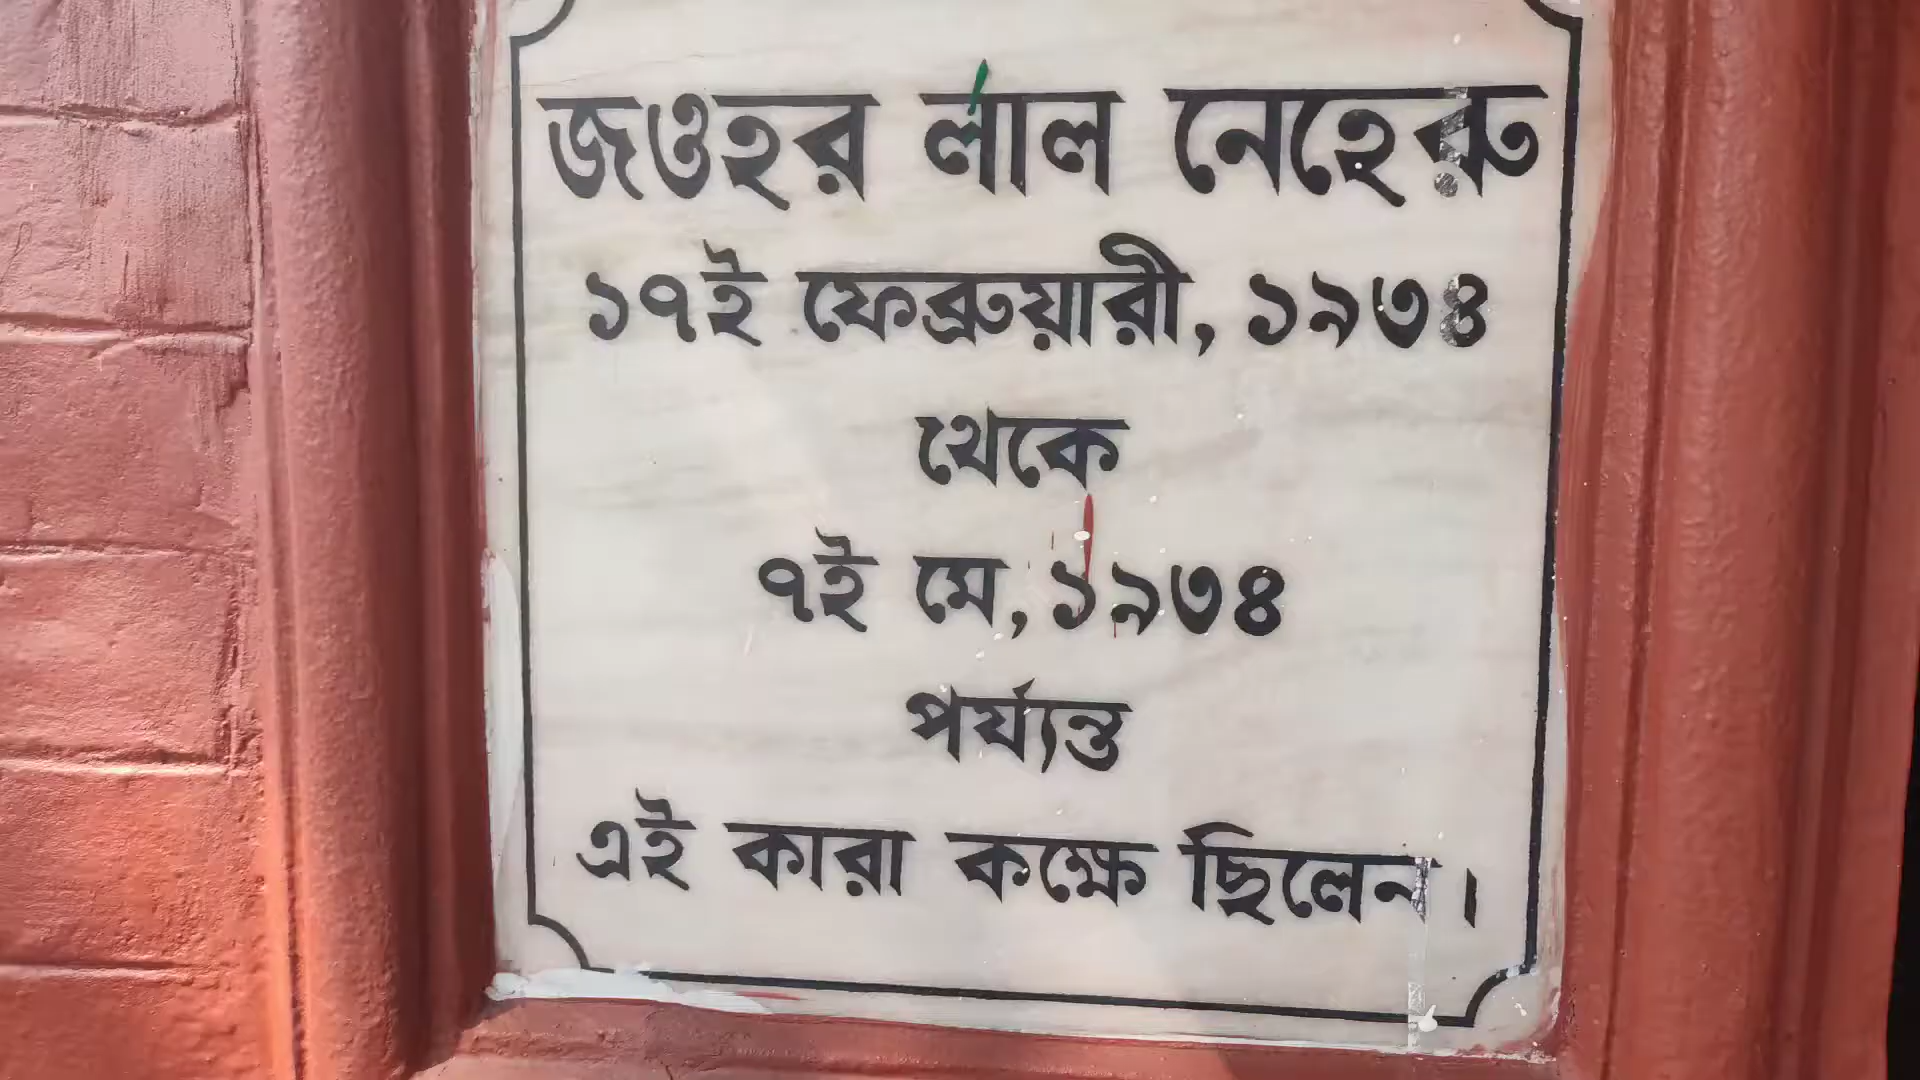 জওহর লাল নেহেরু
১৭ই ফেব্রুয়ারী, ১৯৩৪
থেকে
৭ই মে, ১৯৩৪
পর্য্যন্ত
এই কারা কক্ষে ছিলেন।